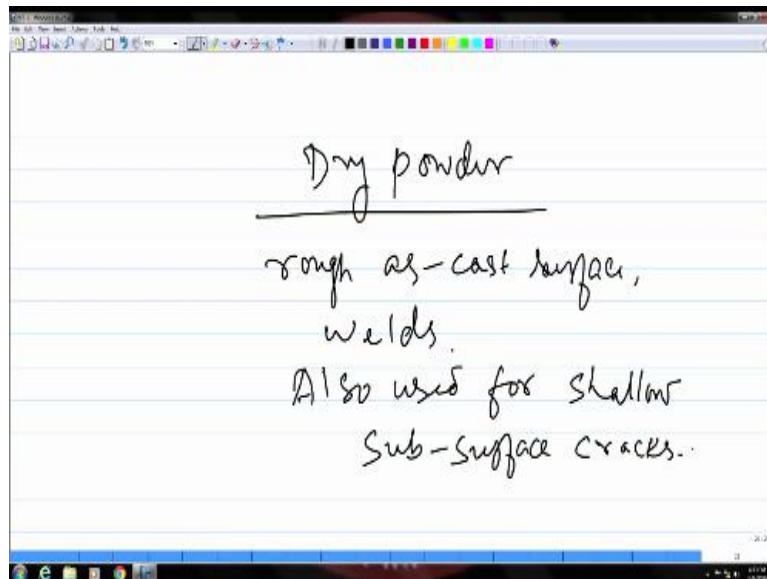 Dry powder
rough as-cast surface,
welds.
Also used for shallow
sub-surface cracks.